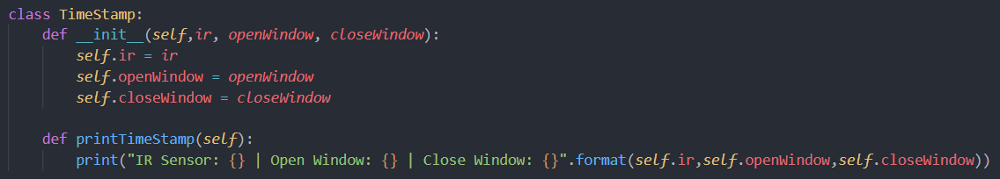 class TimeStamp:
    def __init__(self,ir, openWindow, closeWindow):
        self.ir = ir
        self.openWindow = openWindow
        self.closeWindow = closeWindow

    def printTimeStamp(self):
        print("IR Sensor: {} | Open Window: {} | Close Window: {}".format(self.ir,self.openWindow,self.closeWindow))